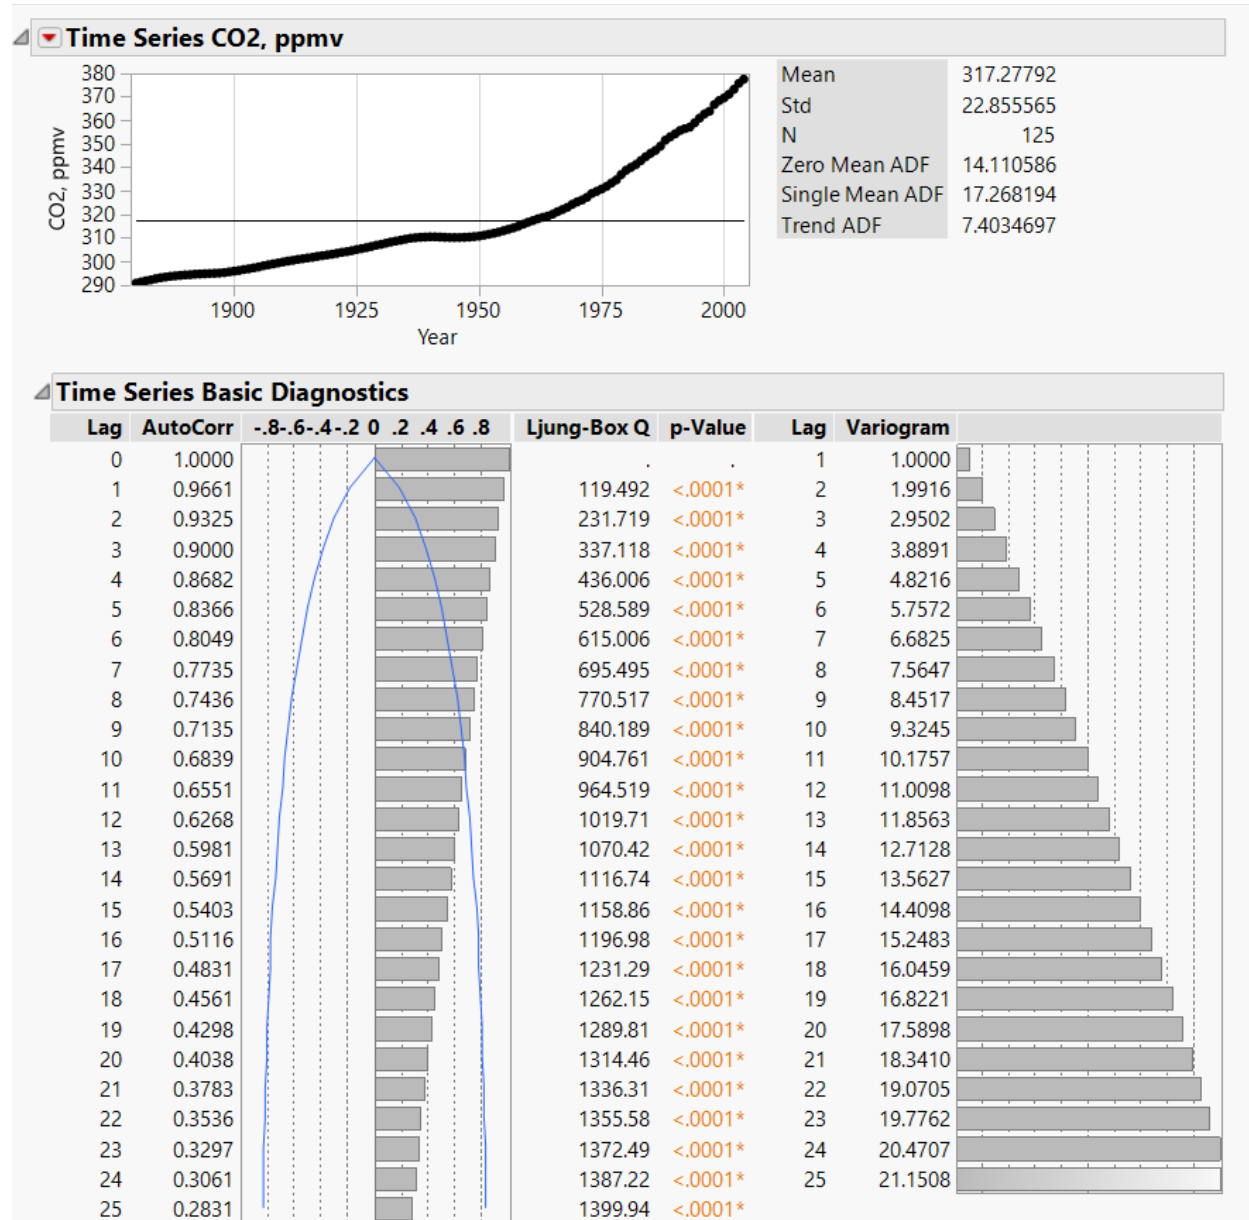 Time Series CO2, ppmv
380
370
360
350
340
330
320
310
300
290
CO2, ppmv
1900 1925 1950 1975 2000
Year
Mean 317.27792
Std 22.855565
N 125
Zero Mean ADF 14.110586
Single Mean ADF 17.268194
Trend ADF 7.4034697
Time Series Basic Diagnostics
Lag AutoCorr -.8-.6-.4-.2 0 .2 .4 .6 .8 Ljung-Box Q p-Value Lag Variogram
0 1.0000 . . 1 1.0000
1 0.9661 119.492 <.0001* 2 1.9916
2 0.9325 231.719 <.0001* 3 2.9502
3 0.9000 337.118 <.0001* 4 3.8891
4 0.8682 436.006 <.0001* 5 4.8216
5 0.8366 528.589 <.0001* 6 5.7572
6 0.8049 615.006 <.0001* 7 6.6825
7 0.7735 695.495 <.0001* 8 7.5647
8 0.7436 770.517 <.0001* 9 8.4517
9 0.7135 840.189 <.0001* 10 9.3245
10 0.6839 904.761 <.0001* 11 10.1757
11 0.6551 964.519 <.0001* 12 11.0098
12 0.6268 1019.71 <.0001* 13 11.8563
13 0.5981 1070.42 <.0001* 14 12.7128
14 0.5691 1116.74 <.0001* 15 13.5627
15 0.5403 1158.86 <.0001* 16 14.4098
16 0.5116 1196.98 <.0001* 17 15.2483
17 0.4831 1231.29 <.0001* 18 16.0459
18 0.4561 1262.15 <.0001* 19 16.8221
19 0.4298 1289.81 <.0001* 20 17.5898
20 0.4038 1314.46 <.0001* 21 18.3410
21 0.3783 1336.31 <.0001* 22 19.0705
22 0.3536 1355.58 <.0001* 23 19.7762
23 0.3297 1372.49 <.0001* 24 20.4707
24 0.3061 1387.22 <.0001* 25 21.1508
25 0.2831 1399.94 <.0001*